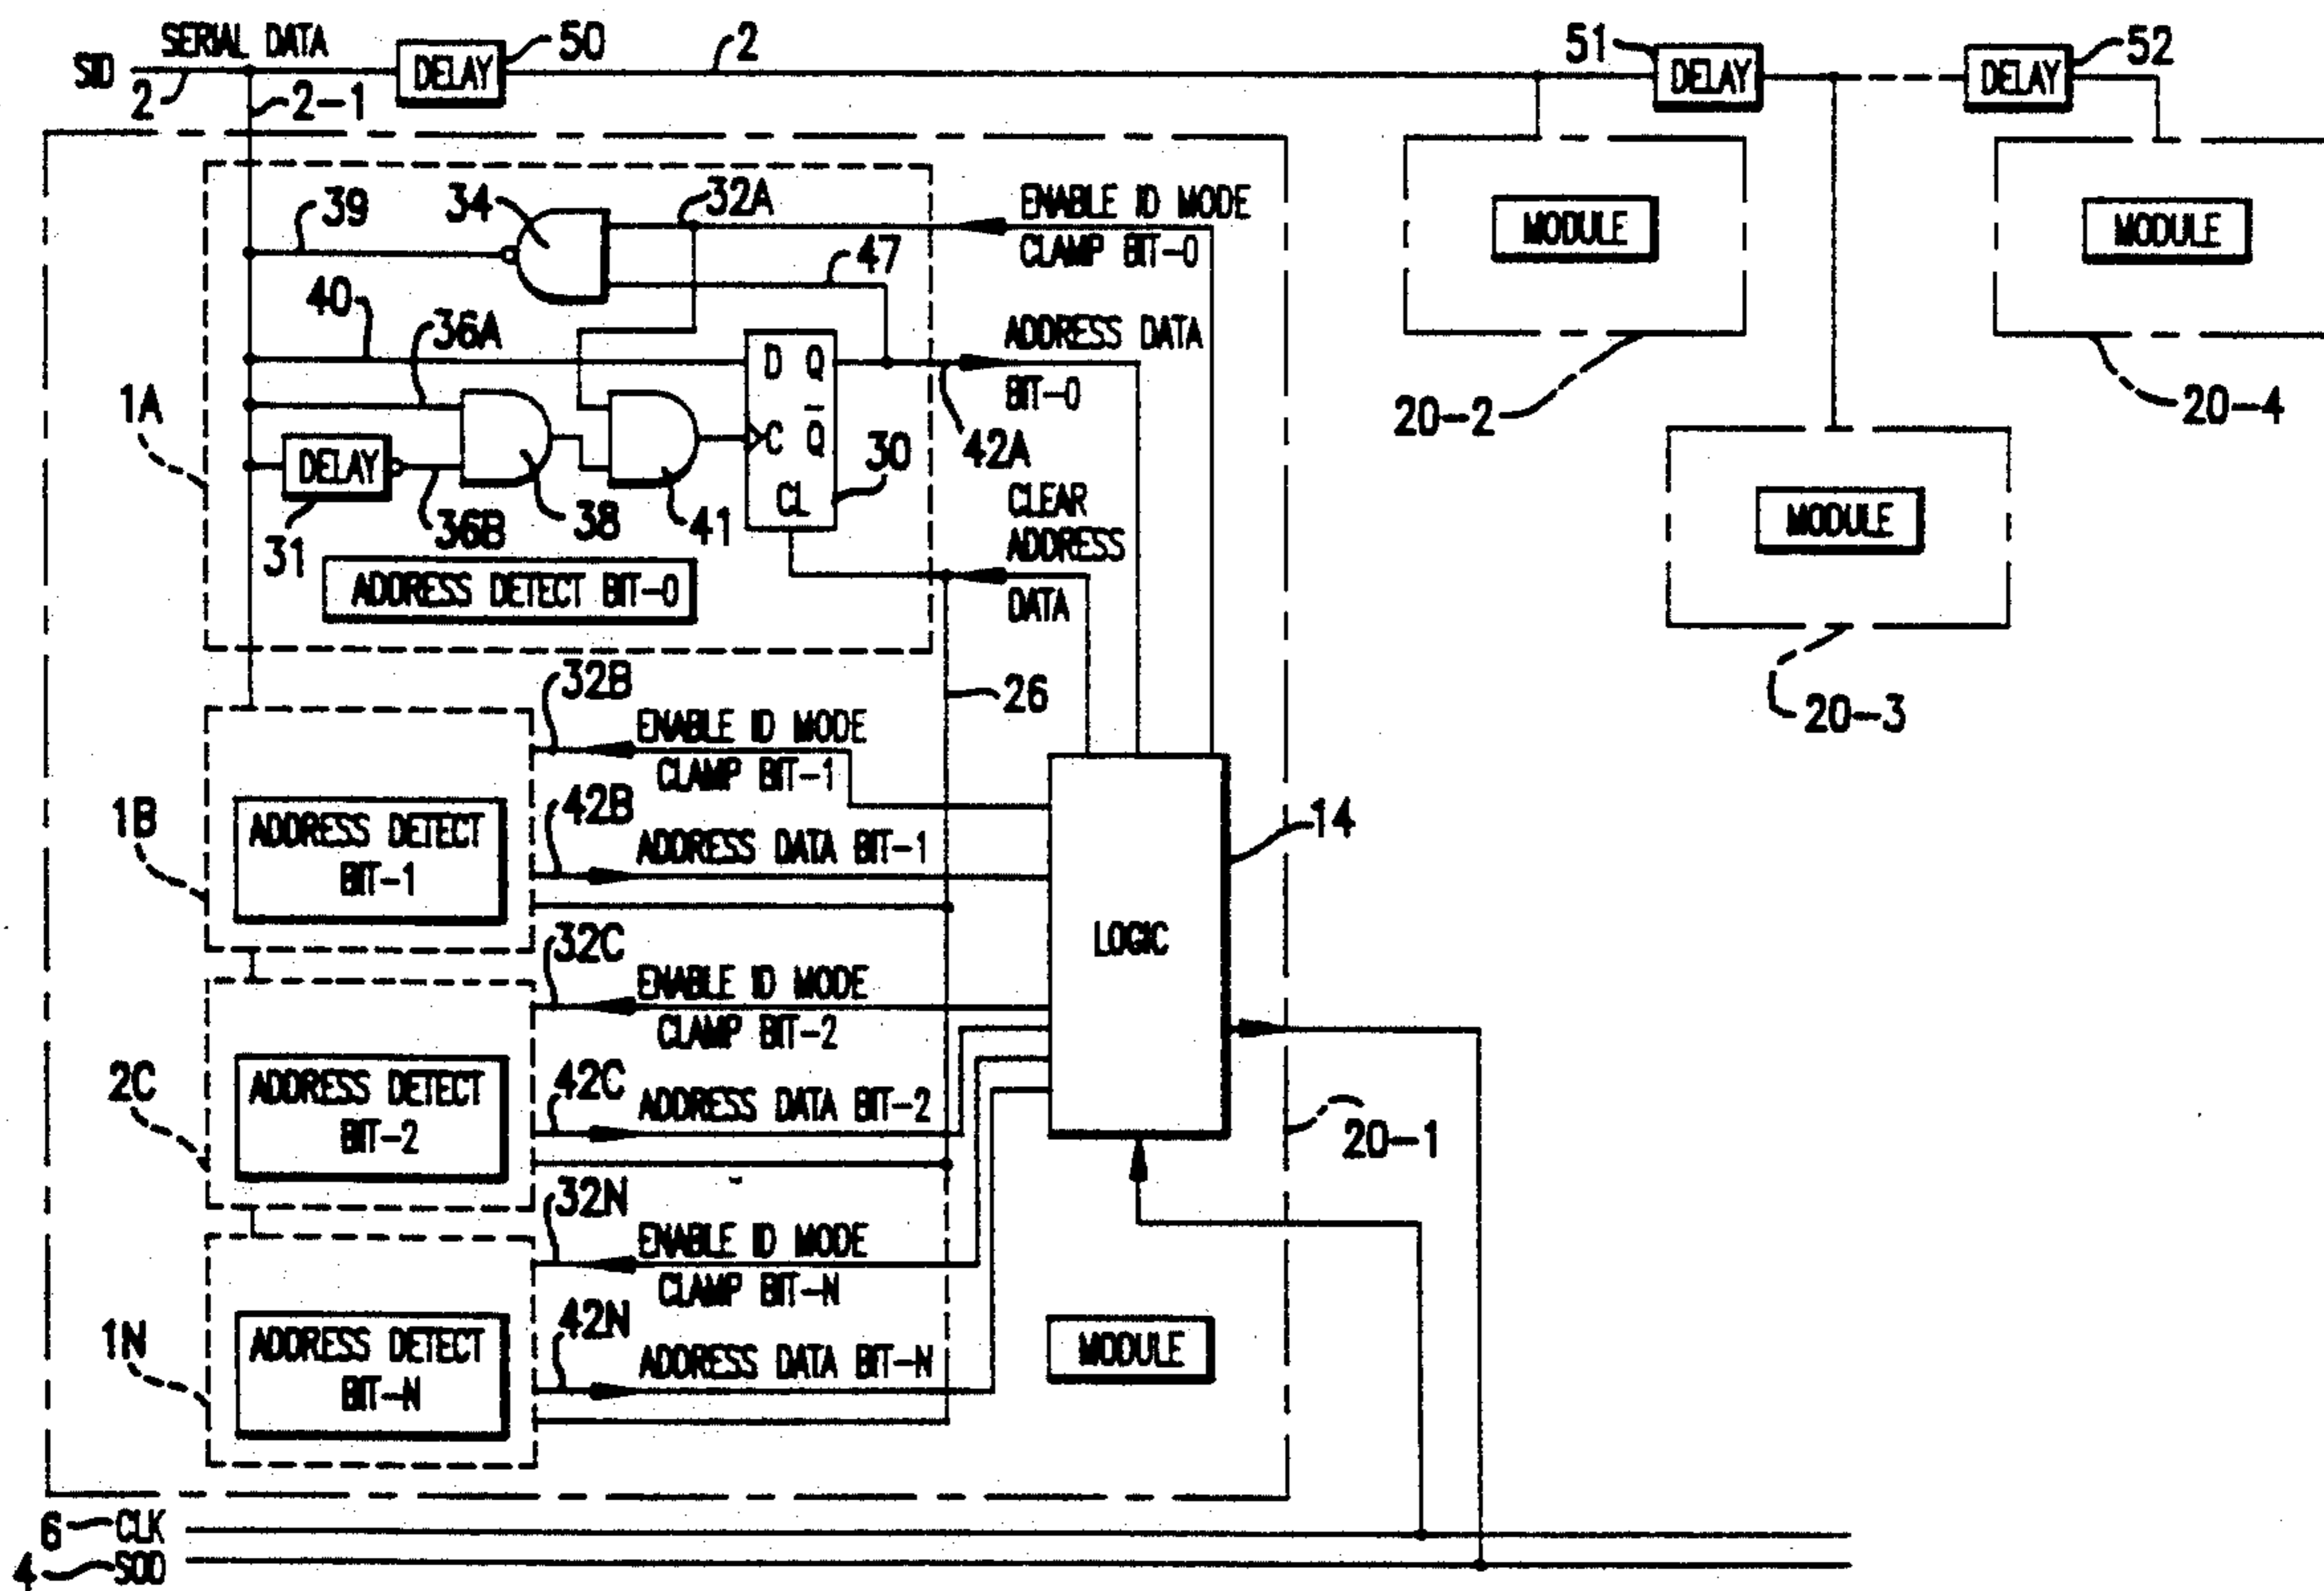 SERIAL DATA
SID
2
2-1
DELAY
50
2
51
DELAY
DELAY
52
39
34
32A
ENABLE ID MODE
CLAMP BIT-0
47
40
36A
D Q
C Q̅
CL
ADDRESS DATA
BIT-0
42A
30
1A
DELAY
31
36B
38
41
CLEAR
ADDRESS
DATA
ADDRESS DETECT BIT-0
MODULE
20-2
MODULE
20-4
MODULE
20-3
26
32B
ENABLE ID MODE
CLAMP BIT-1
42B
ADDRESS DATA BIT-1
1B
ADDRESS DETECT
BIT-1
14
LOGIC
32C
ENABLE ID MODE
CLAMP BIT-2
42C
ADDRESS DATA BIT-2
2C
ADDRESS DETECT
BIT-2
20-1
32N
ENABLE ID MODE
CLAMP BIT-N
42N
ADDRESS DATA BIT-N
1N
ADDRESS DETECT
BIT-N
MODULE
6 CLK
4 SOD